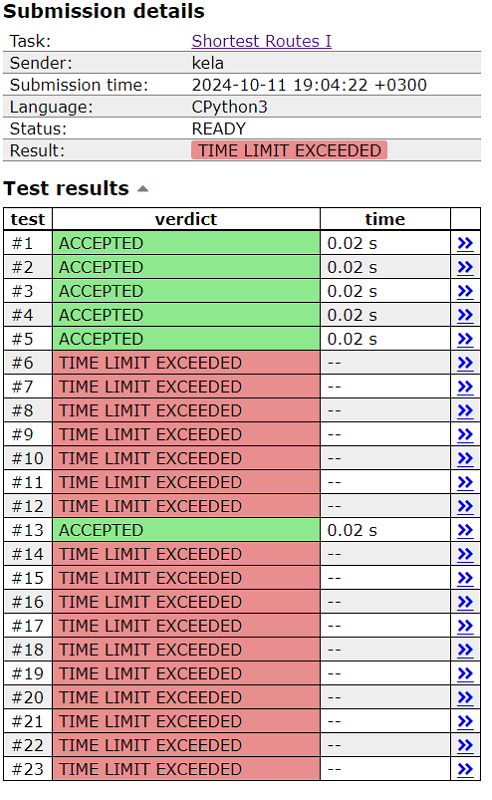 Submission details
Task: Shortest Routes I
Sender: kela
Submission time: 2024-10-11 19:04:22 +0300
Language: CPython3
Status: READY
Result: TIME LIMIT EXCEEDED
Test results
test verdict time
#1 ACCEPTED 0.02 s »
#2 ACCEPTED 0.02 s »
#3 ACCEPTED 0.02 s »
#4 ACCEPTED 0.02 s »
#5 ACCEPTED 0.02 s »
#6 TIME LIMIT EXCEEDED -- »
#7 TIME LIMIT EXCEEDED -- »
#8 TIME LIMIT EXCEEDED -- »
#9 TIME LIMIT EXCEEDED -- »
#10 TIME LIMIT EXCEEDED -- »
#11 TIME LIMIT EXCEEDED -- »
#12 TIME LIMIT EXCEEDED -- »
#13 ACCEPTED 0.02 s »
#14 TIME LIMIT EXCEEDED -- »
#15 TIME LIMIT EXCEEDED -- »
#16 TIME LIMIT EXCEEDED -- »
#17 TIME LIMIT EXCEEDED -- »
#18 TIME LIMIT EXCEEDED -- »
#19 TIME LIMIT EXCEEDED -- »
#20 TIME LIMIT EXCEEDED -- »
#21 TIME LIMIT EXCEEDED -- »
#22 TIME LIMIT EXCEEDED -- »
#23 TIME LIMIT EXCEEDED -- »